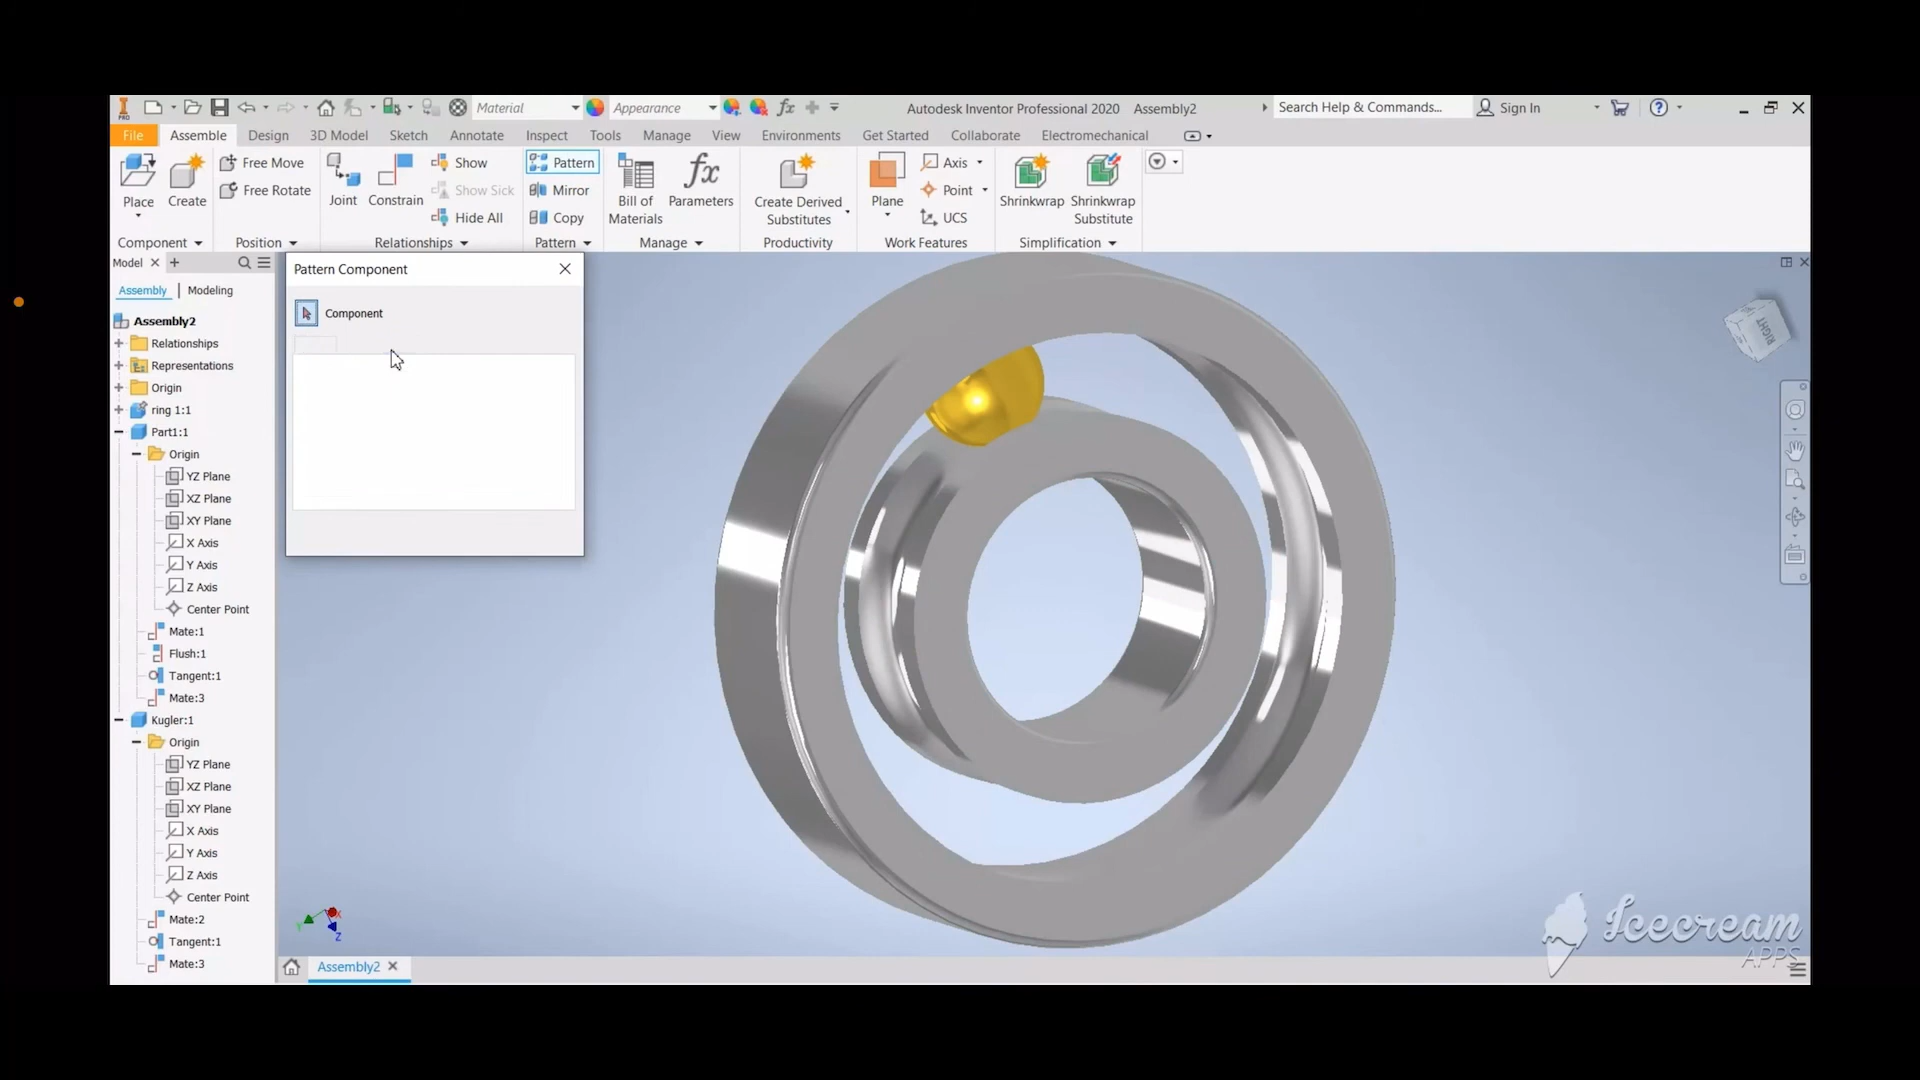 Material
Appearance
Autodesk Inventor Professional 2020 Assembly2
Search Help & Commands...
Sign In
PRO
File Assemble Design 3D Model Sketch Annotate Inspect Tools Manage View Environments Get Started Collaborate Electromechanical
Place
Create
Free Move
Free Rotate
Joint
Constrain
Show
Show Sick
Hide All
Pattern
Mirror
Copy
Bill of
Materials
fx
Parameters
Create Derived
Substitutes
Plane
Axis
Point
UCS
Shrinkwrap
Shrinkwrap
Substitute
Component Position Relationships Pattern Manage Productivity Work Features Simplification
Model
Assembly | Modeling
Assembly2
Relationships
Representations
Origin
ring 1:1
Part1:1
Origin
YZ Plane
XZ Plane
XY Plane
X Axis
Y Axis
Z Axis
Center Point
Mate:1
Flush:1
Tangent:1
Mate:3
Kugler:1
Origin
YZ Plane
XZ Plane
XY Plane
X Axis
Y Axis
Z Axis
Center Point
Mate:2
Tangent:1
Mate:3
Pattern Component
Component
RIGHT
X
Y
Z
Assembly2
Icecream
APPS